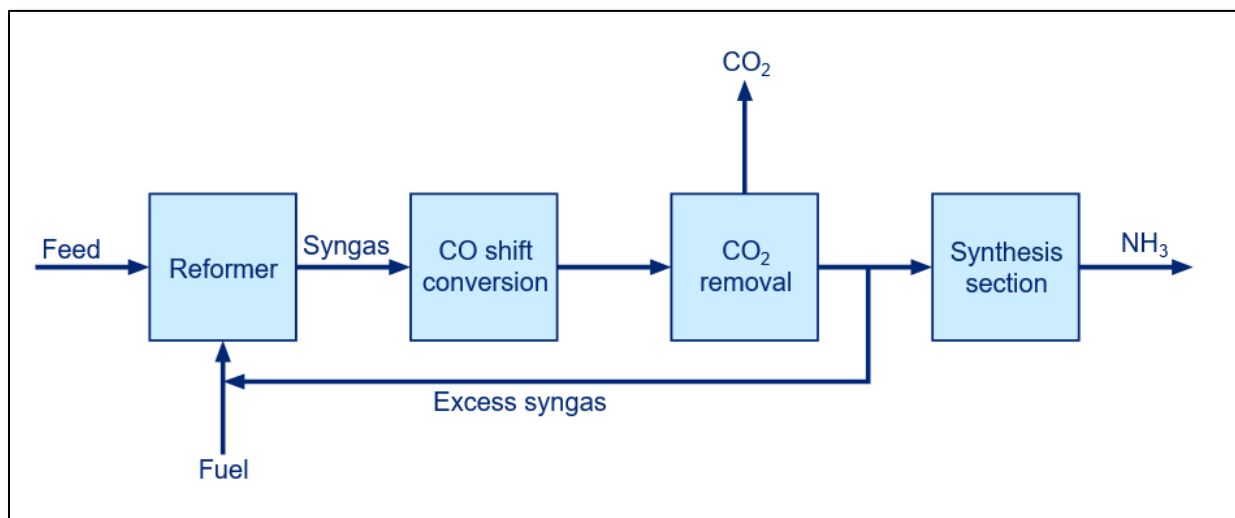 CO₂
Feed
Reformer
Syngas
CO shift
conversion
CO₂
removal
Synthesis
section
NH₃
Excess syngas
Fuel